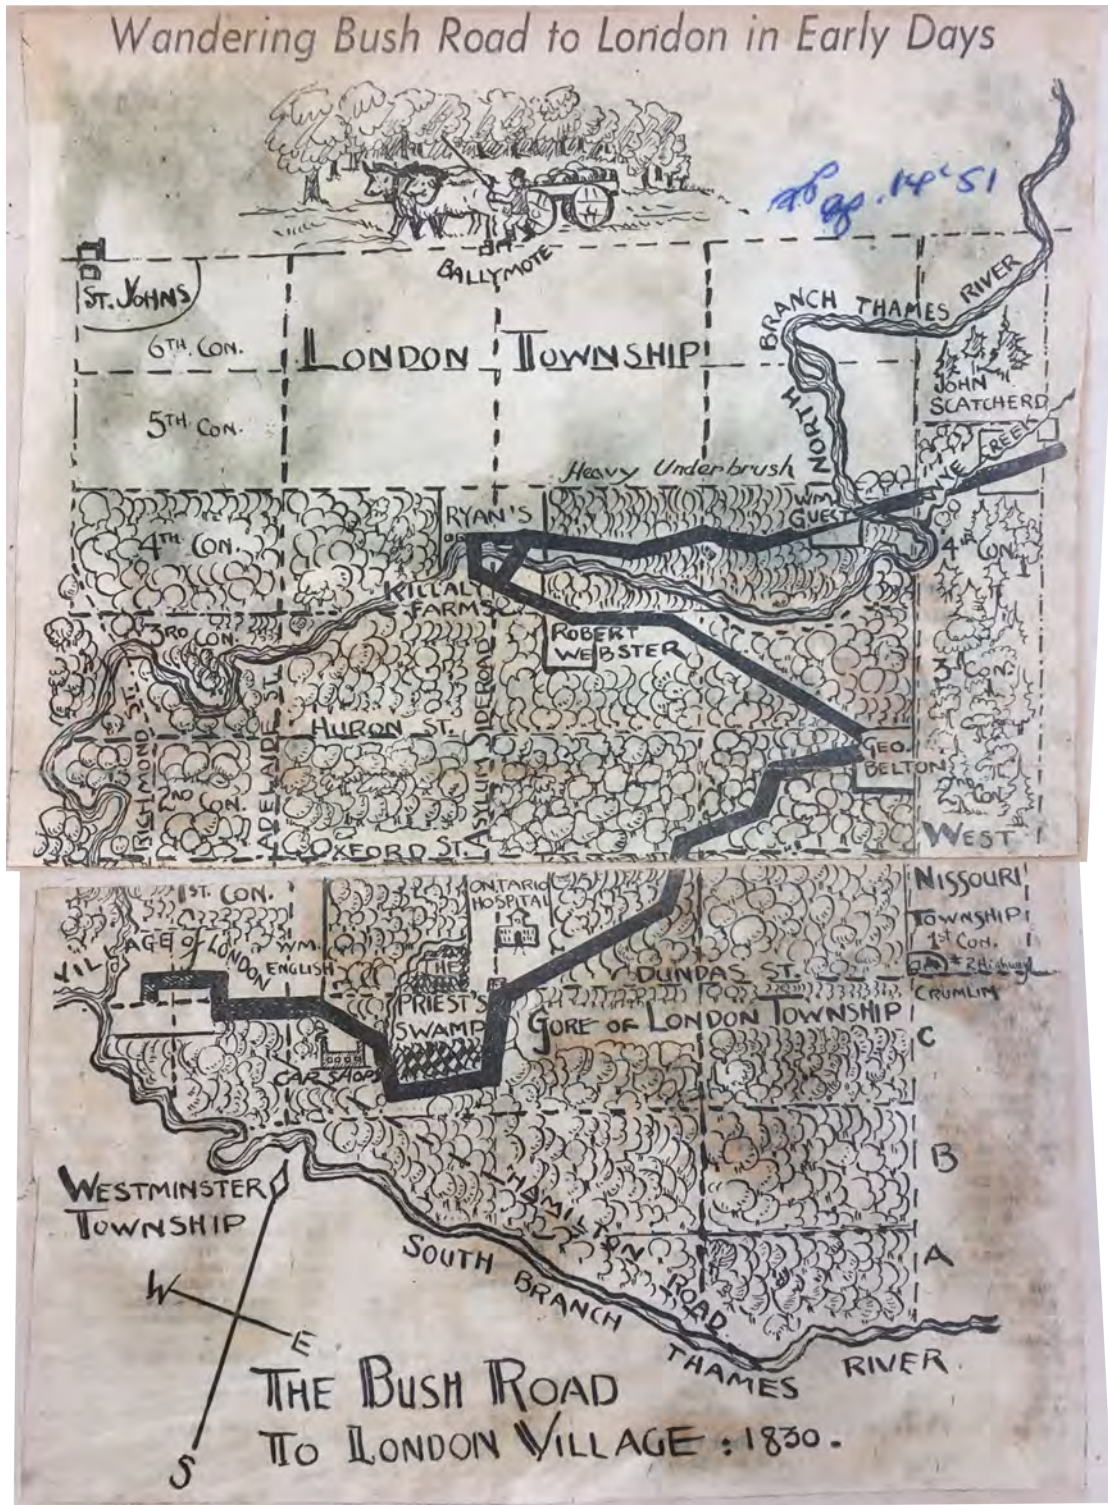 Wandering Bush Road to London in Early Days
Ap. 14 '51
BALLYMOTE
ST. JOHNS
BRANCH THAMES RIVER
NORTH
6TH. CON.
LONDON TOWNSHIP
JOHN
SCATCHERD
5TH. CON.
Heavy Underbrush
CREEK
WM.
GUEST
RYAN'S
4TH CON.
4TH CON.
KILLALY
FARMS
3RD CON.
ROBERT
WEBSTER
3
RICHMOND ST.
ADELAIDE ST.
ASYLUM SIDEROAD
HURON ST.
GEO.
BELTON
2ND CON.
2ND CON.
OXFORD ST.
WEST
NISSOURI
TOWNSHIP
1ST CON.
#2 Highway
1ST. CON.
ONTARIO
HOSPITAL
VILLAGE OF LONDON
WM.
ENGLISH
THE
PRIEST'S
SWAMP
DUNDAS ST.
CRUMLIN
GORE OF LONDON TOWNSHIP
C
CAR SHOPS
B
WESTMINSTER
TOWNSHIP
HAMILTON ROAD
A
SOUTH BRANCH THAMES RIVER
W
E
S
THE BUSH ROAD
TO LONDON VILLAGE : 1830.